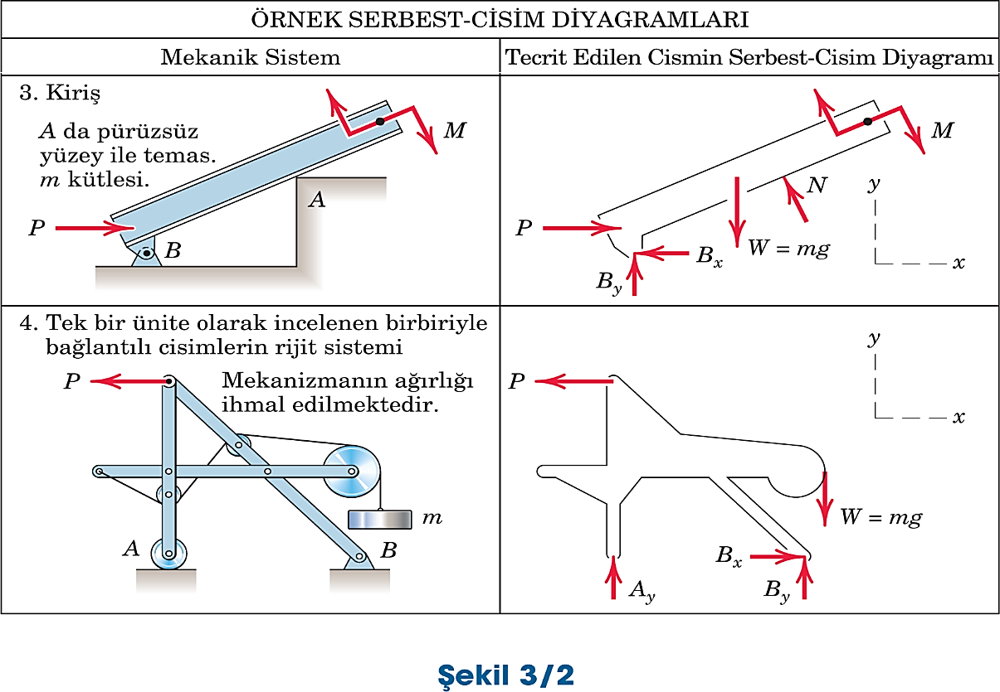 ÖRNEK SERBEST-CİSİM DİYAGRAMLARI
Mekanik Sistem
Tecrit Edilen Cismin Serbest-Cisim Diyagramı
3. Kiriş
A da pürüzsüz
yüzey ile temas.
m kütlesi.
M
A
P
B
M
N
y
P
W = mg
B_x
x
B_y
4. Tek bir ünite olarak incelenen birbiriyle
bağlantılı cisimlerin rijit sistemi
P
Mekanizmanın ağırlığı
ihmal edilmektedir.
m
A
B
y
P
x
W = mg
B_x
A_y
B_y
Şekil 3/2